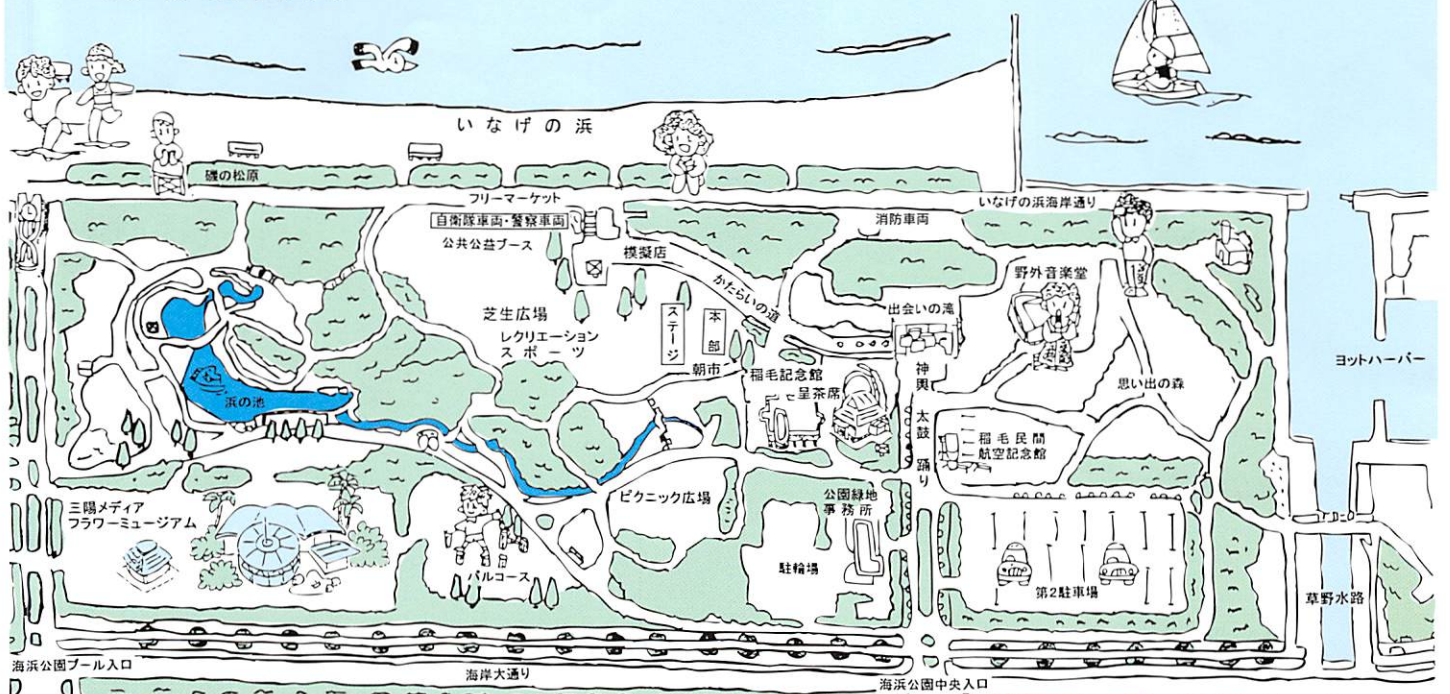 いなげの浜
磯の松原
フリーマーケット
いなげの浜海岸通り
自衛隊車両・警察車両
消防車両
公共公益ブース
模擬店
野外音楽堂
かたらいの道
出会いの滝
芝生広場
レクリエーション
スポーツ
ステージ
本部
ヨットハーバー
朝市
稲毛記念館
呈茶席
神輿
太鼓
踊り
思い出の森
浜の池
稲毛民間
航空記念館
三陽メディア
フラワーミュージアム
ピクニック広場
公園緑地
事務所
パルコース
駐輪場
第2駐車場
草野水路
海浜公園プール入口
海岸大通り
海浜公園中央入口